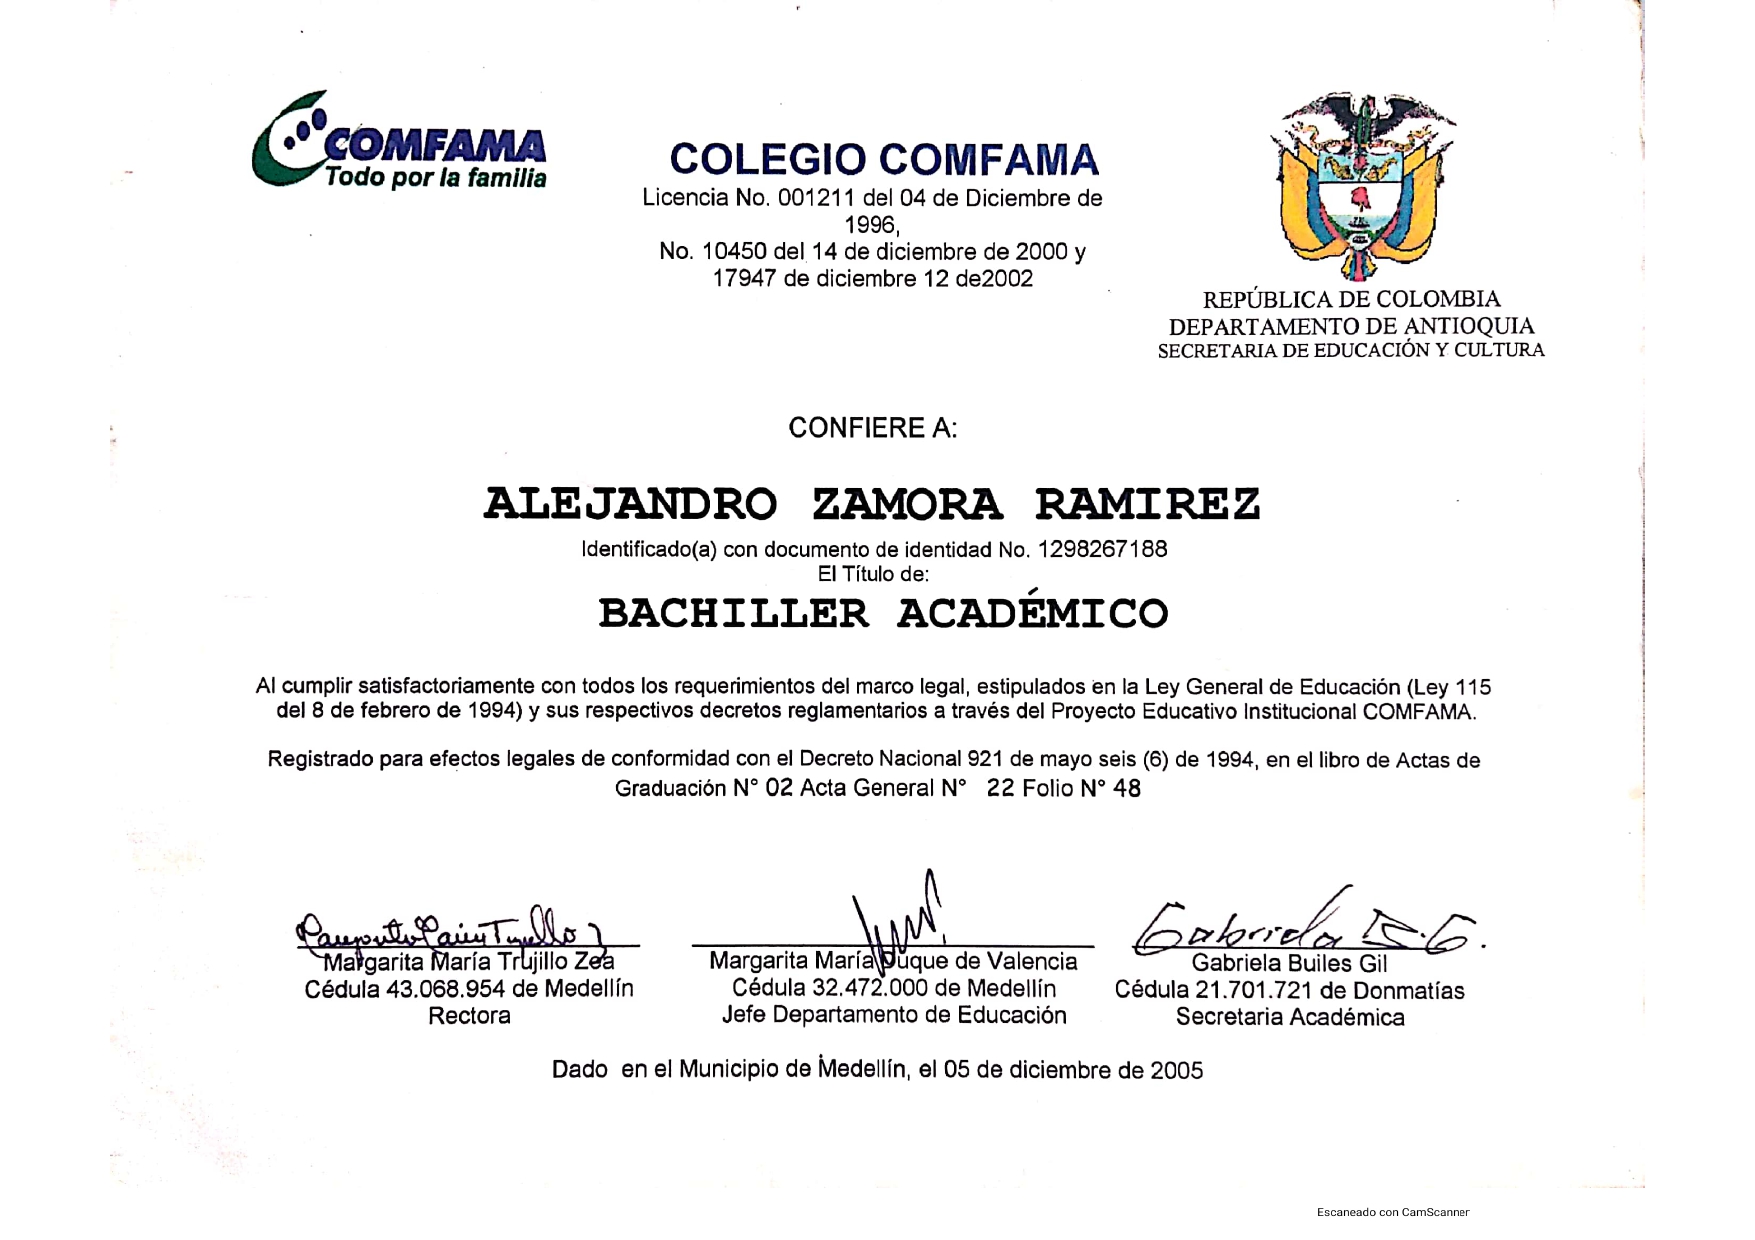 COMFAMA
Todo por la familia
COLEGIO COMFAMA
Licencia No. 001211 del 04 de Diciembre de
1996,
No. 10450 del 14 de diciembre de 2000 y
17947 de diciembre 12 de2002
REPÚBLICA DE COLOMBIA
DEPARTAMENTO DE ANTIOQUIA
SECRETARIA DE EDUCACIÓN Y CULTURA
CONFIERE A:
ALEJANDRO ZAMORA RAMIREZ
Identificado(a) con documento de identidad No. 1298267188
El Título de:
BACHILLER ACADÉMICO
Al cumplir satisfactoriamente con todos los requerimientos del marco legal, estipulados en la Ley General de Educación (Ley 115
del 8 de febrero de 1994) y sus respectivos decretos reglamentarios a través del Proyecto Educativo Institucional COMFAMA.
Registrado para efectos legales de conformidad con el Decreto Nacional 921 de mayo seis (6) de 1994, en el libro de Actas de
Graduación N° 02 Acta General N° 22 Folio N° 48
Gabriela B.G.
Margarita María Trujillo Zea
Cédula 43.068.954 de Medellín
Rectora
Margarita María Duque de Valencia
Cédula 32.472.000 de Medellín
Jefe Departamento de Educación
Gabriela Builes Gil
Cédula 21.701.721 de Donmatías
Secretaria Académica
Dado en el Municipio de Medellín, el 05 de diciembre de 2005
Escaneado con CamScanner